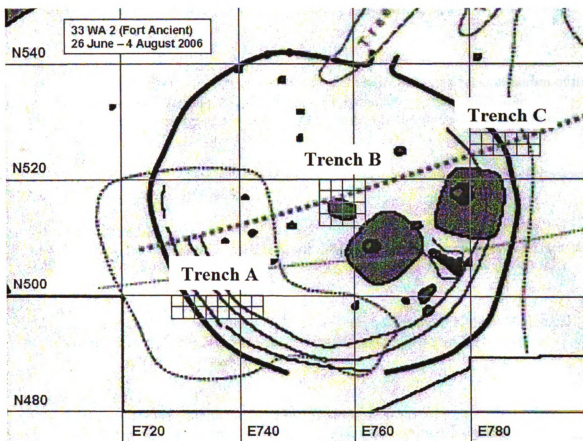 33 WA 2 (Fort Ancient)
26 June – 4 August 2006
N540
Tree
Trench C
N520
Trench B
Trench A
N500
N480
E720
E740
E760
E780